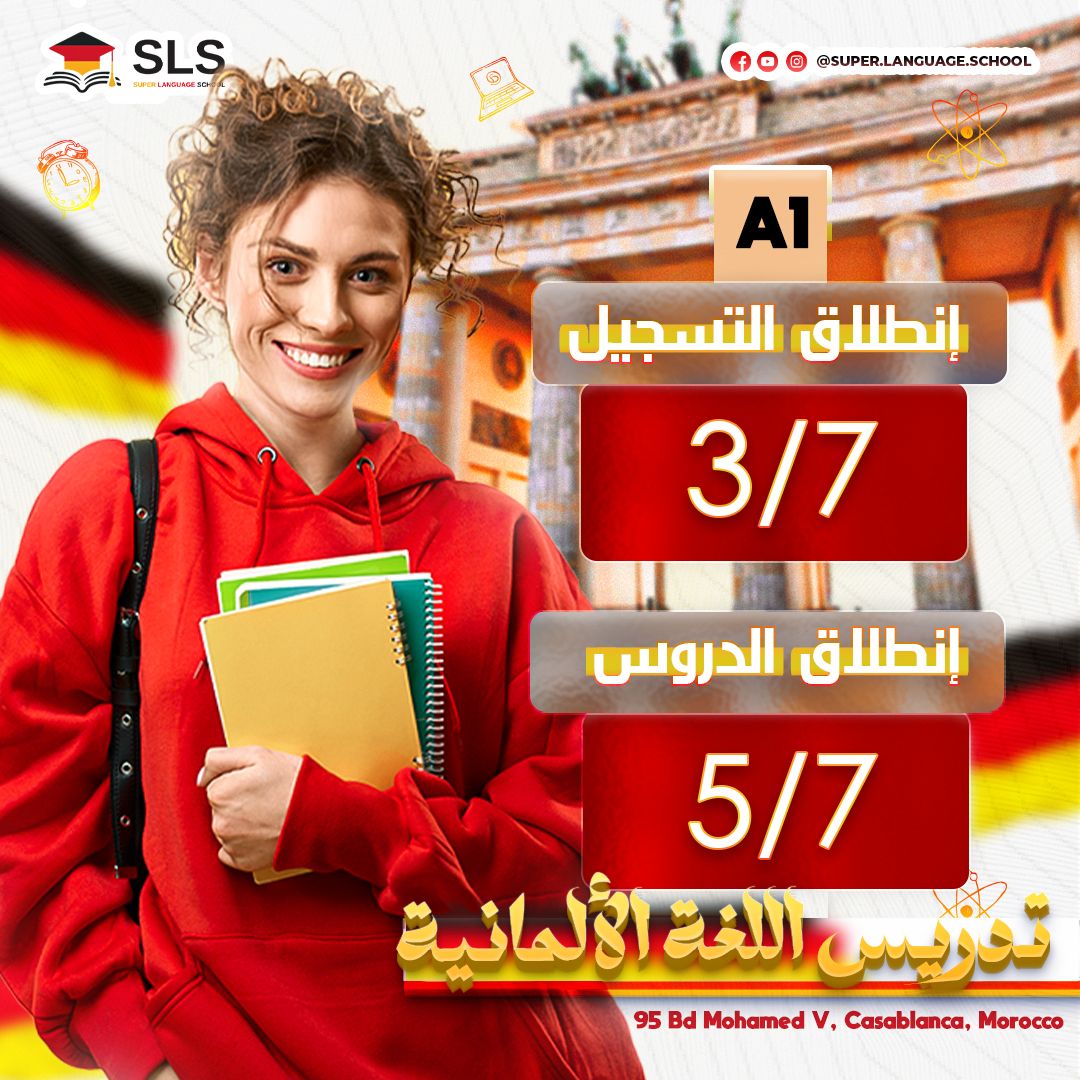 SLS
SUPER LANGUAGE SCHOOL
@SUPER.LANGUAGE.SCHOOL
A1
إنطلاق التسجيل
3/7
إنطلاق الدروس
5/7
تدريس اللغة الألمانية
95 Bd Mohamed V, Casablanca, Morocco